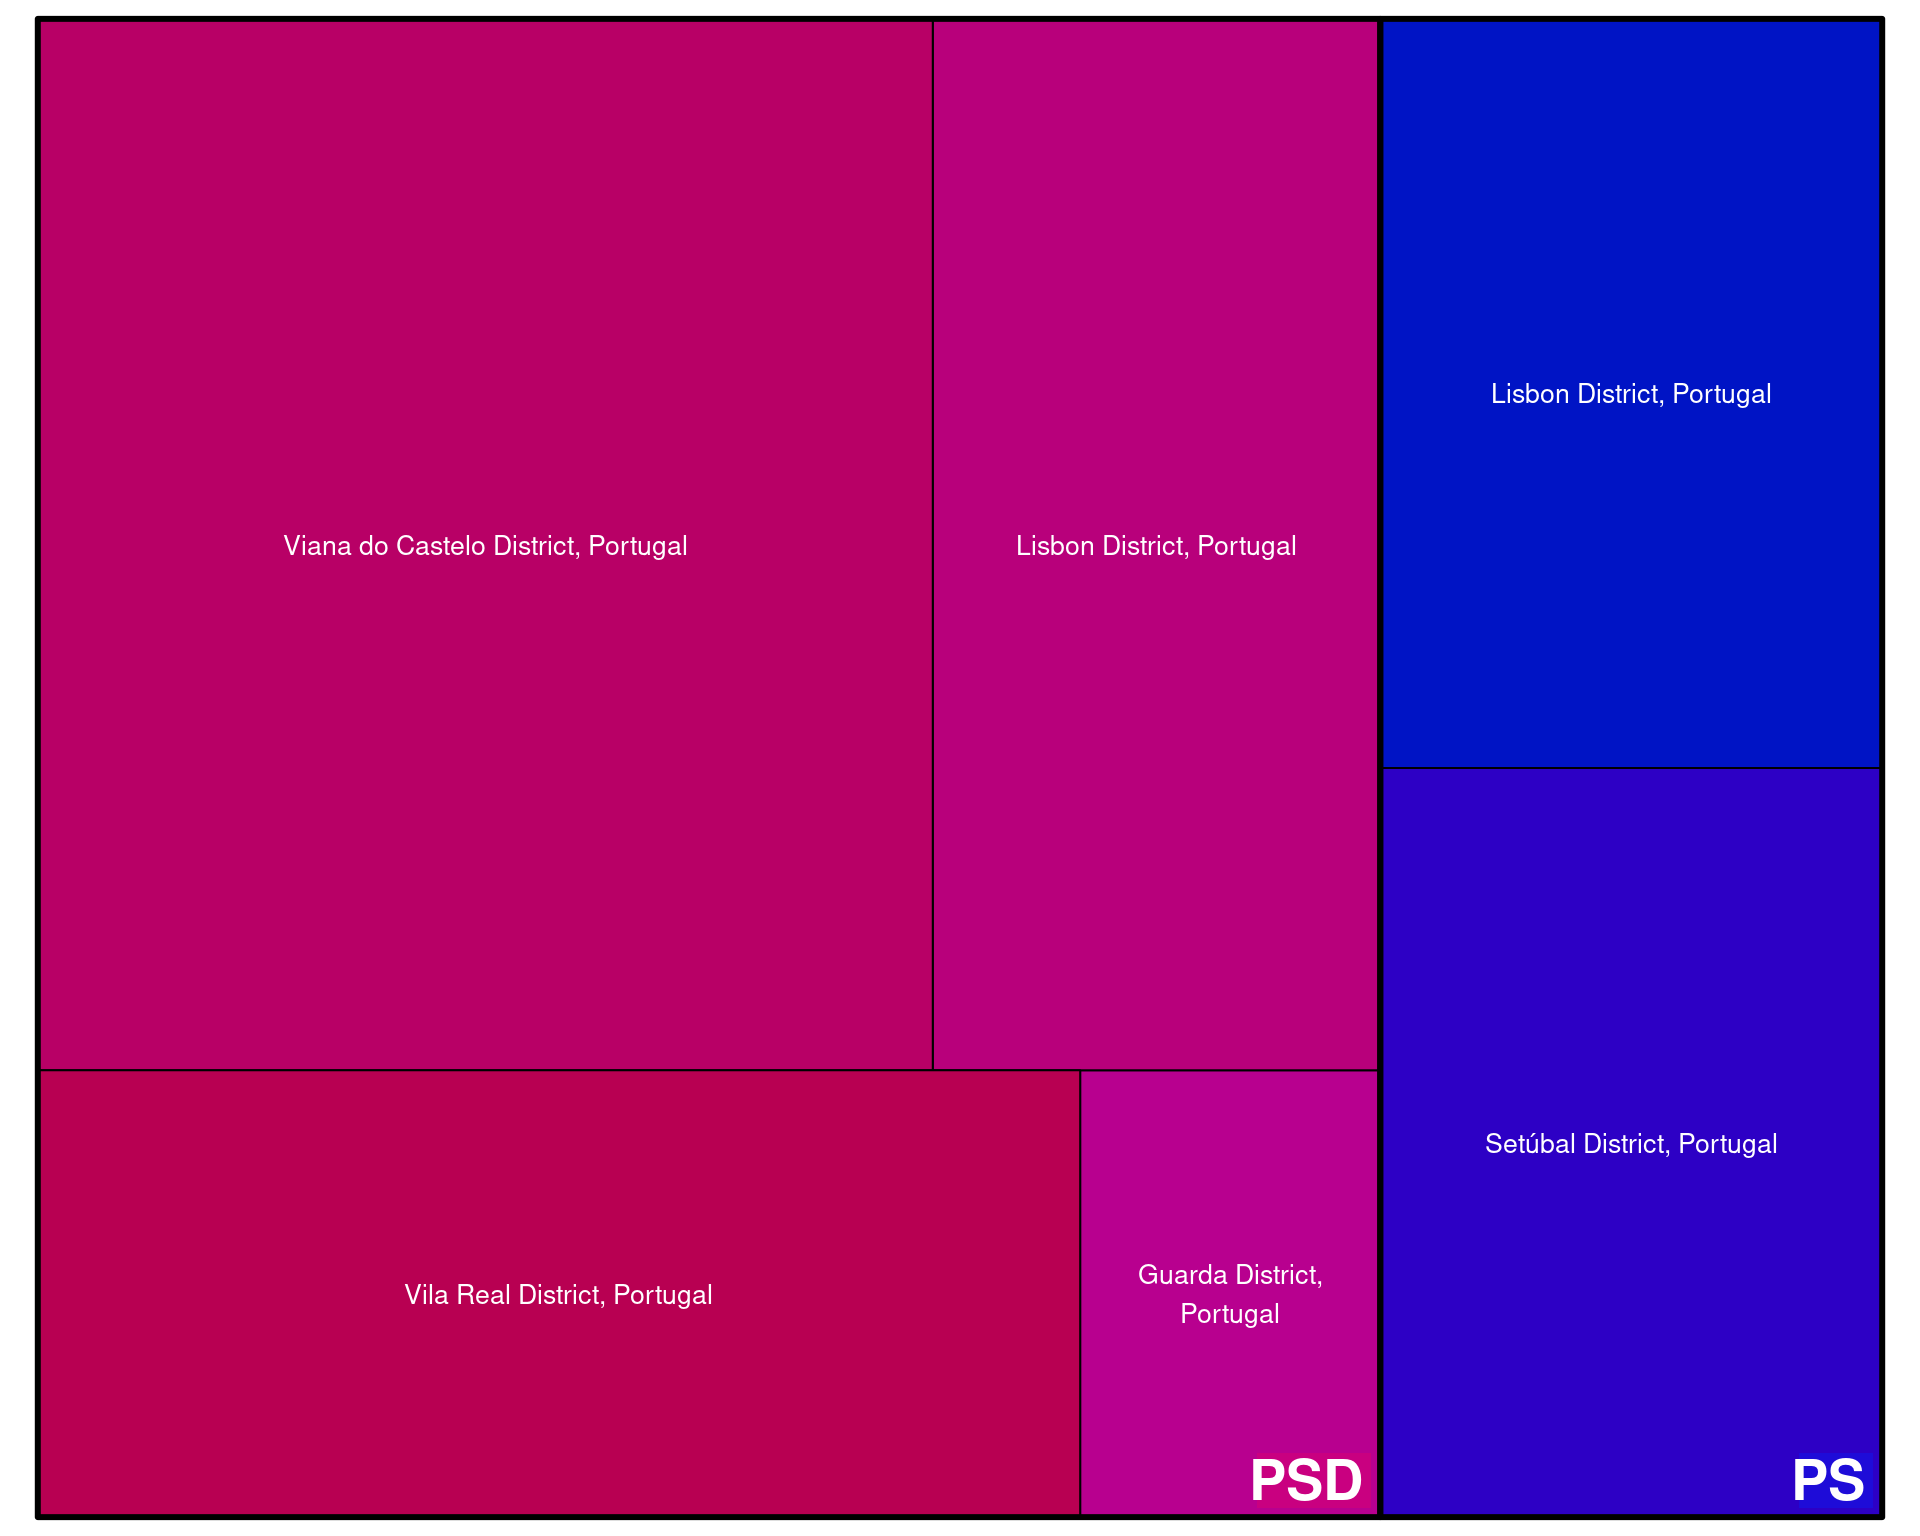 Viana do Castelo District, Portugal
Lisbon District, Portugal
Lisbon District, Portugal
Setúbal District, Portugal
Vila Real District, Portugal
Guarda District,
Portugal
PSD
PS